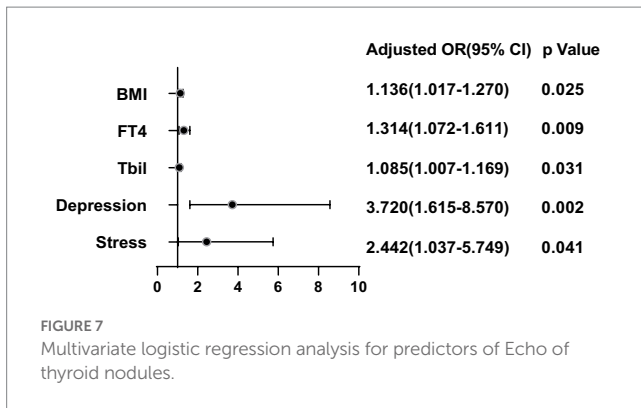 Adjusted OR(95% CI) p Value
BMI 1.136(1.017-1.270) 0.025
FT4 1.314(1.072-1.611) 0.009
Tbil 1.085(1.007-1.169) 0.031
Depression 3.720(1.615-8.570) 0.002
Stress 2.442(1.037-5.749) 0.041
0 2 4 6 8 10
FIGURE 7
Multivariate logistic regression analysis for predictors of Echo of
thyroid nodules.